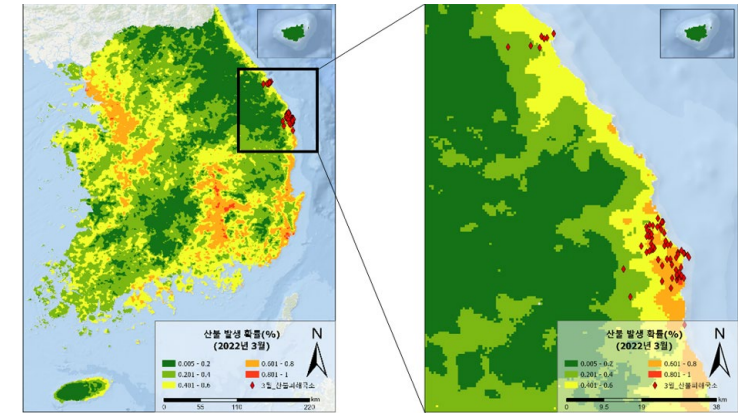 산불 발생 확률(%)
(2022년 3월)
N
0.005 - 0.2
0.201 - 0.4
0.401 - 0.6
0.601 - 0.8
0.801 - 1
3월_산불피해국소
km
0
55
110
220
산불 발생 확률(%)
(2022년 3월)
N
0.005 - 0.2
0.201 - 0.4
0.401 - 0.6
0.601 - 0.8
0.801 - 1
3월_산불피해국소
km
0
9.5
19
38